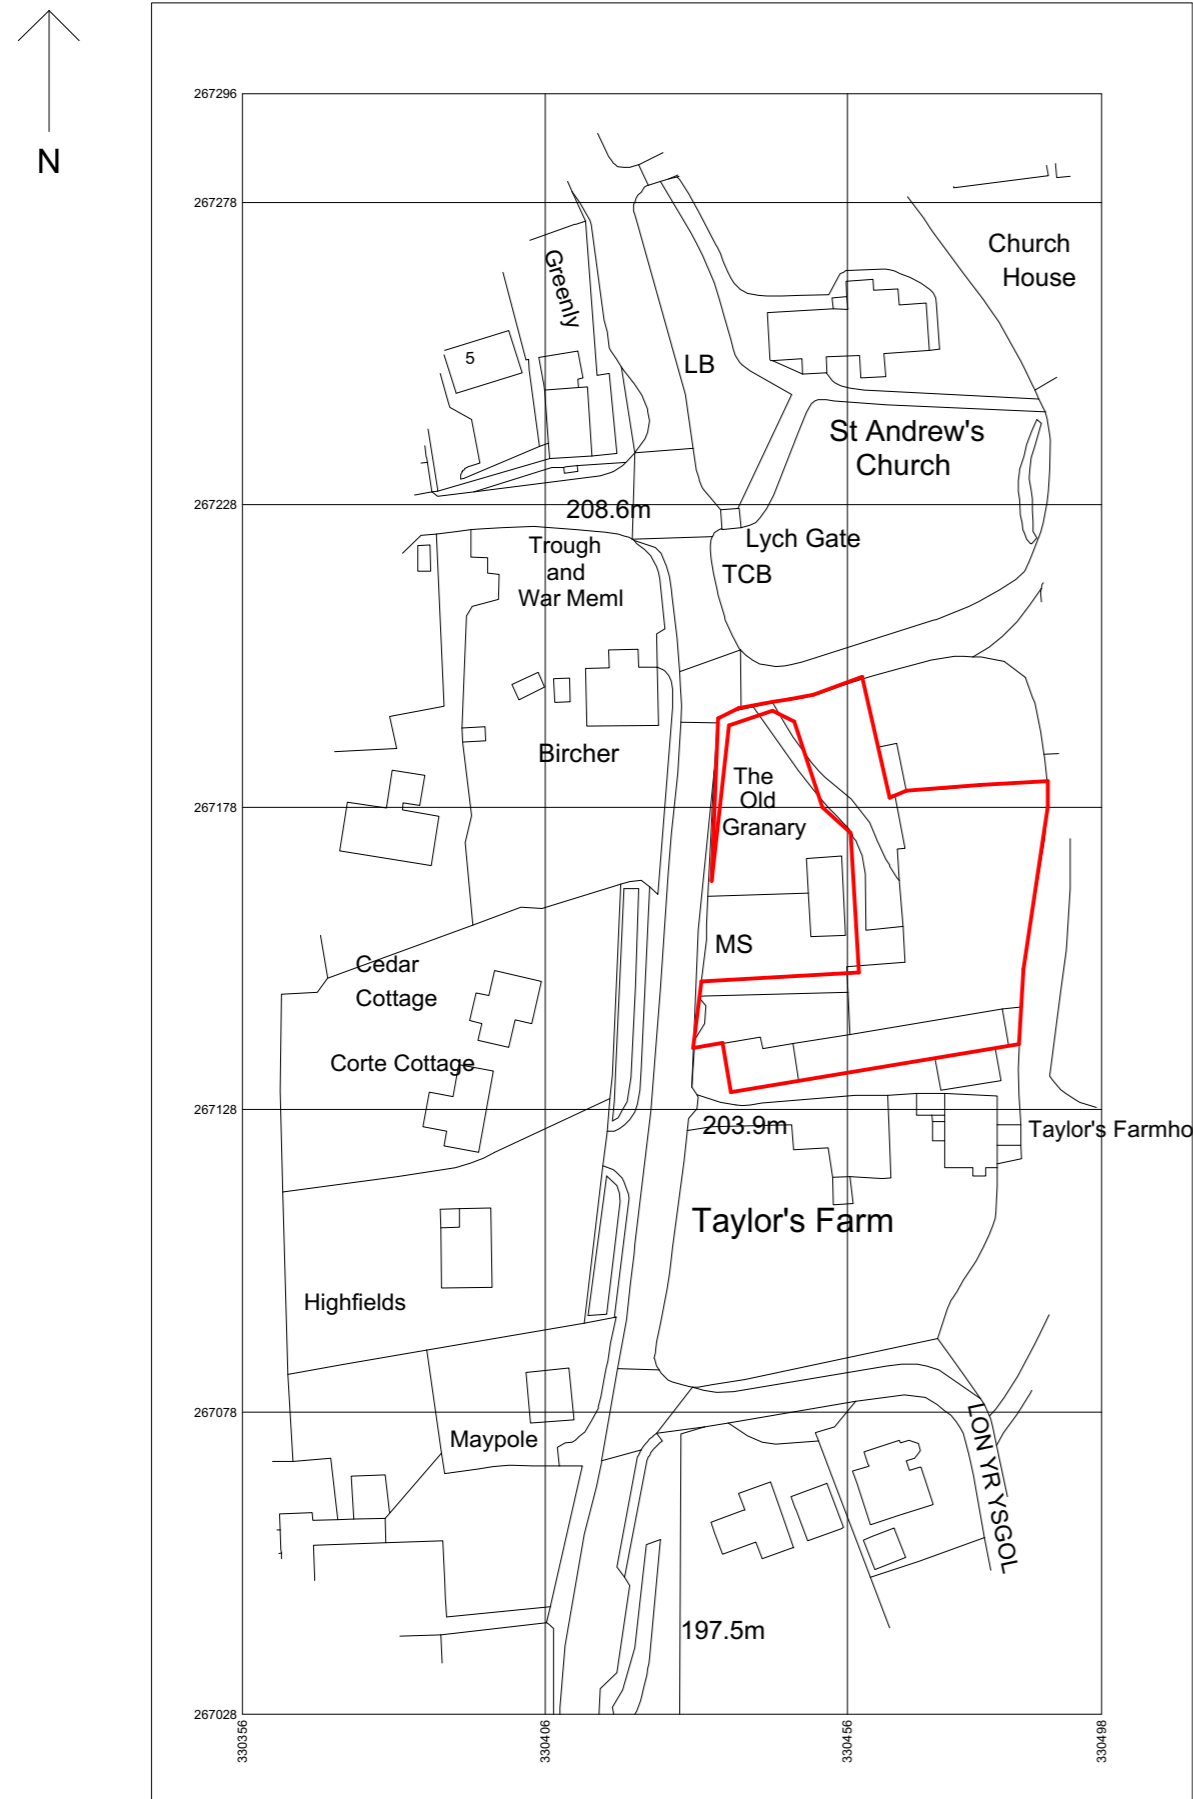 N
267296
267278
Church
House
Greenly
5
LB
St Andrew's
Church
267228
208.6m
Trough
and
War Meml
Lych Gate
TCB
Bircher
The
Old
Granary
267178
MS
Cedar
Cottage
Corte Cottage
267128
203.9m
Taylor's Farmho
Taylor's Farm
Highfields
267078
Maypole
LON YR YSGOL
197.5m
267028
330356
330406
330456
330498